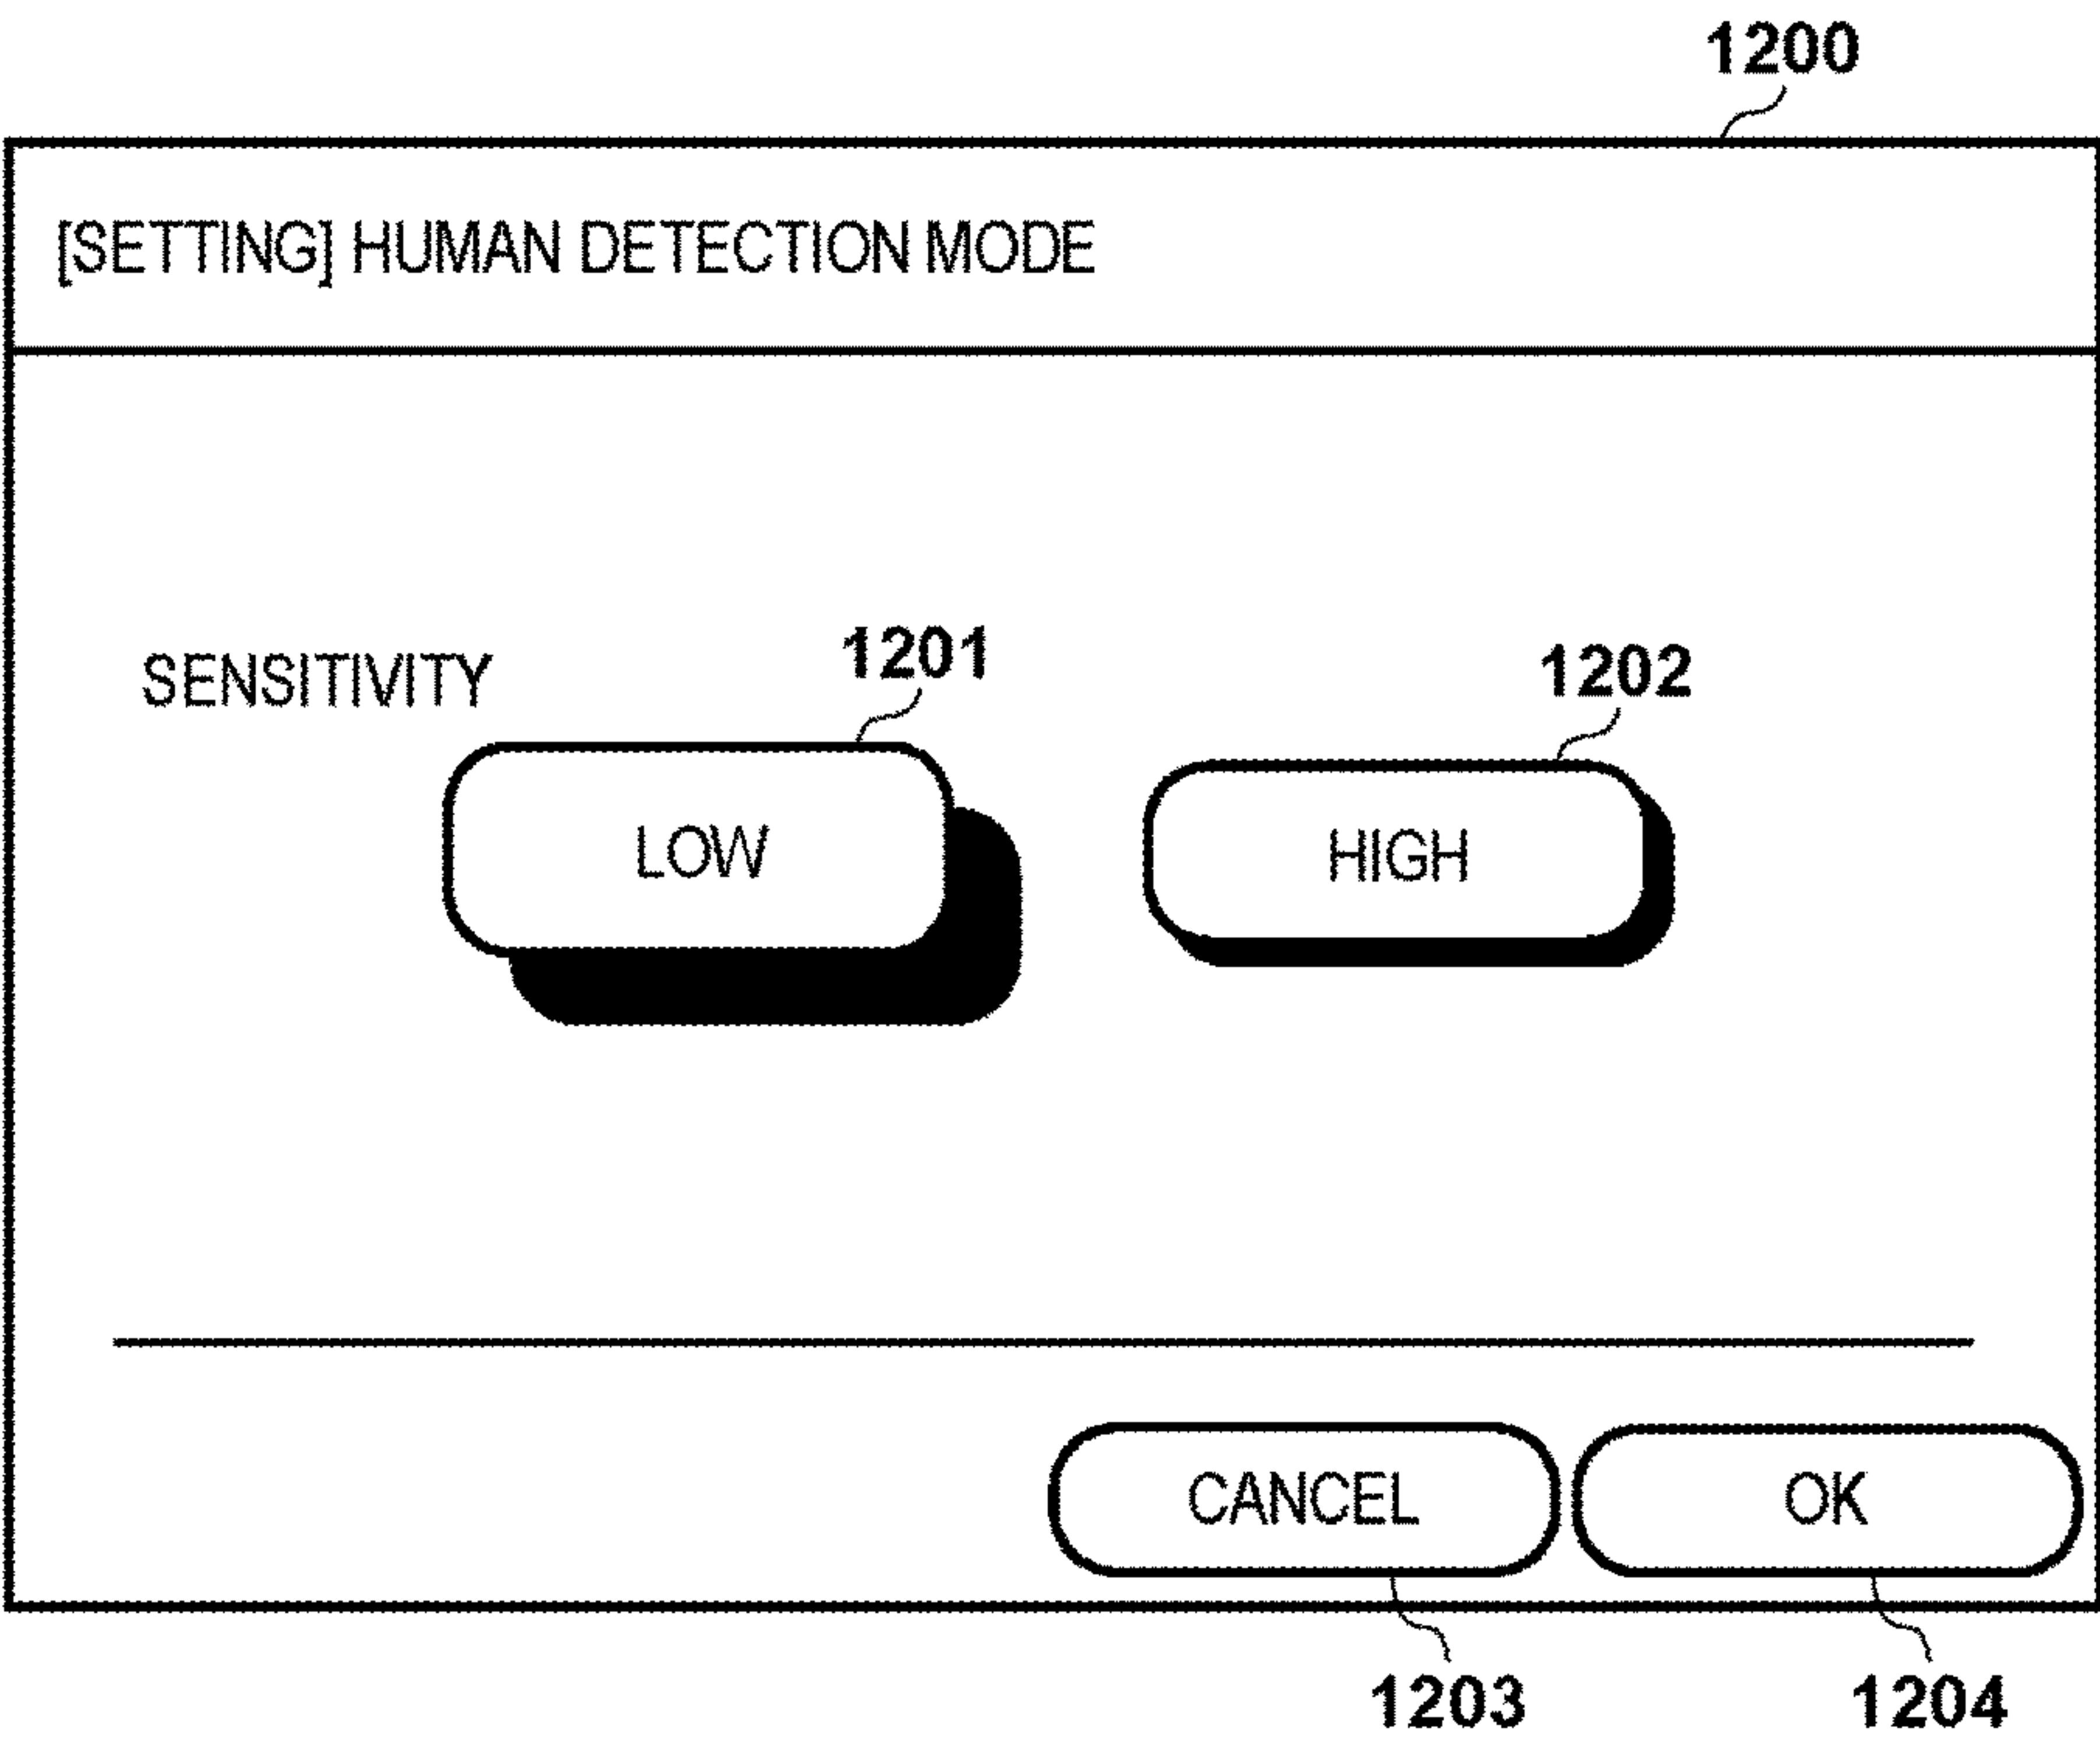 1200
[SETTING] HUMAN DETECTION MODE
SENSITIVITY
1201
1202
LOW
HIGH
CANCEL
OK
1203
1204